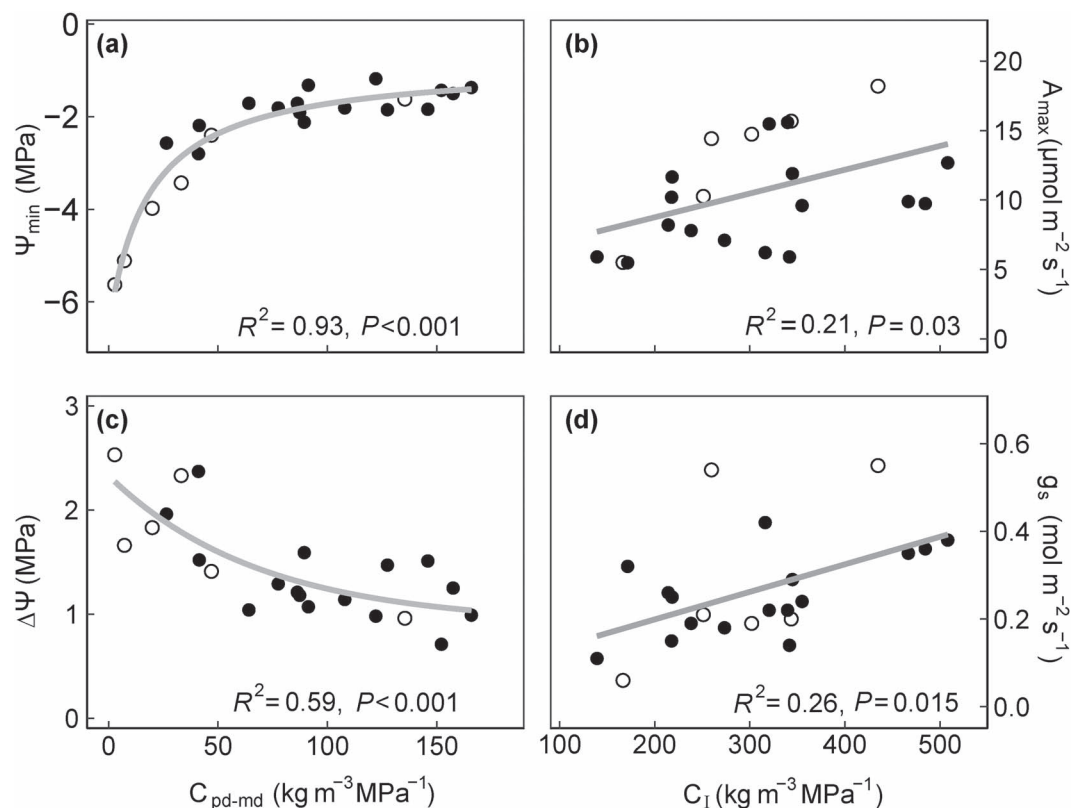 (a)
0
−2
−4
−6
Ψmin (MPa)
R² = 0.93, P<0.001
(b)
20
15
10
5
0
Amax (μmol m⁻² s⁻¹)
R² = 0.21, P = 0.03
(c)
3
2
1
0
ΔΨ (MPa)
R² = 0.59, P<0.001
0 50 100 150
Cpd-md (kg m⁻³ MPa⁻¹)
(d)
0.6
0.4
0.2
0.0
gs (mol m⁻² s⁻¹)
R² = 0.26, P = 0.015
100 200 300 400 500
CI (kg m⁻³ MPa⁻¹)